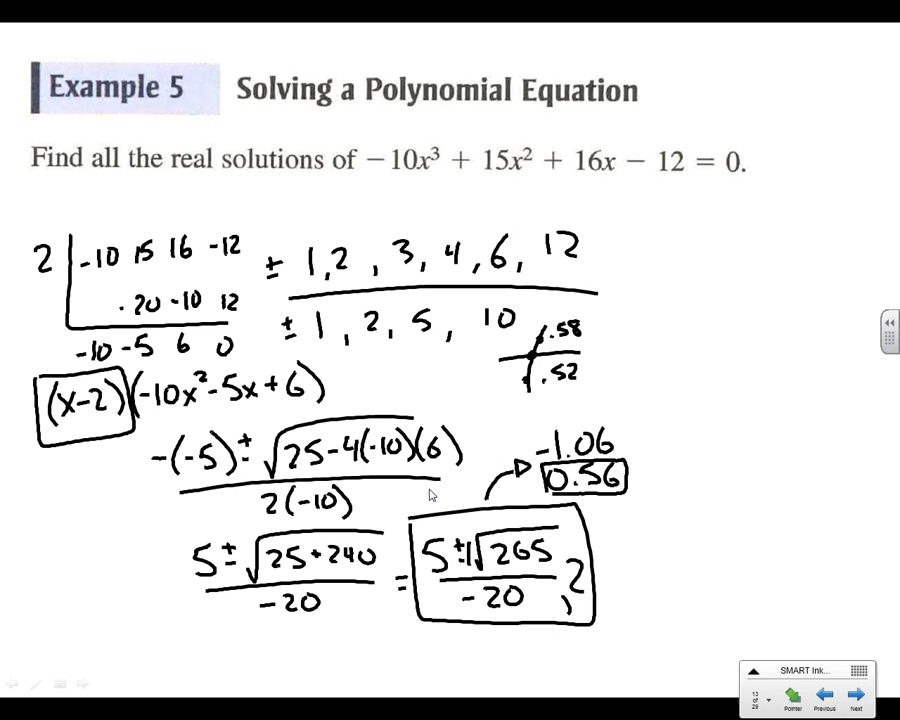 Example 5 Solving a Polynomial Equation
Find all the real solutions of −10x³ + 15x² + 16x − 12 = 0.
2 | -10 15 16 -12
· 20 -10 12
-10 -5 6 0
± 1, 2, 3, 4, 6, 12
± 1, 2, 5, 10
.58
.52
(x-2)(-10x²-5x+6)
-(-5) ± √25-4(-10)(6)
2(-10)
-1.06
0.56
5 ± √25+240
-20
=
5 ± √265
-20
, 2
SMART Ink...
13 of 29
Pointer Previous Next